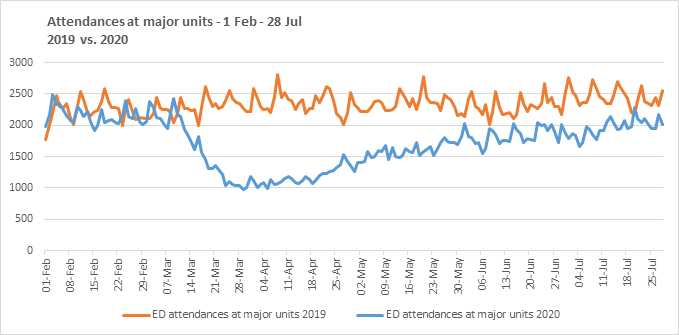 Attendances at major units - 1 Feb - 28 Jul
2019 vs. 2020
3000
2500
2000
1500
1000
500
0
01-Feb
08-Feb
15-Feb
22-Feb
29-Feb
07-Mar
14-Mar
21-Mar
28-Mar
04-Apr
11-Apr
18-Apr
25-Apr
02-May
09-May
16-May
23-May
30-May
06-Jun
13-Jun
20-Jun
27-Jun
04-Jul
11-Jul
18-Jul
25-Jul
ED attendances at major units 2019
ED attendances at major units 2020